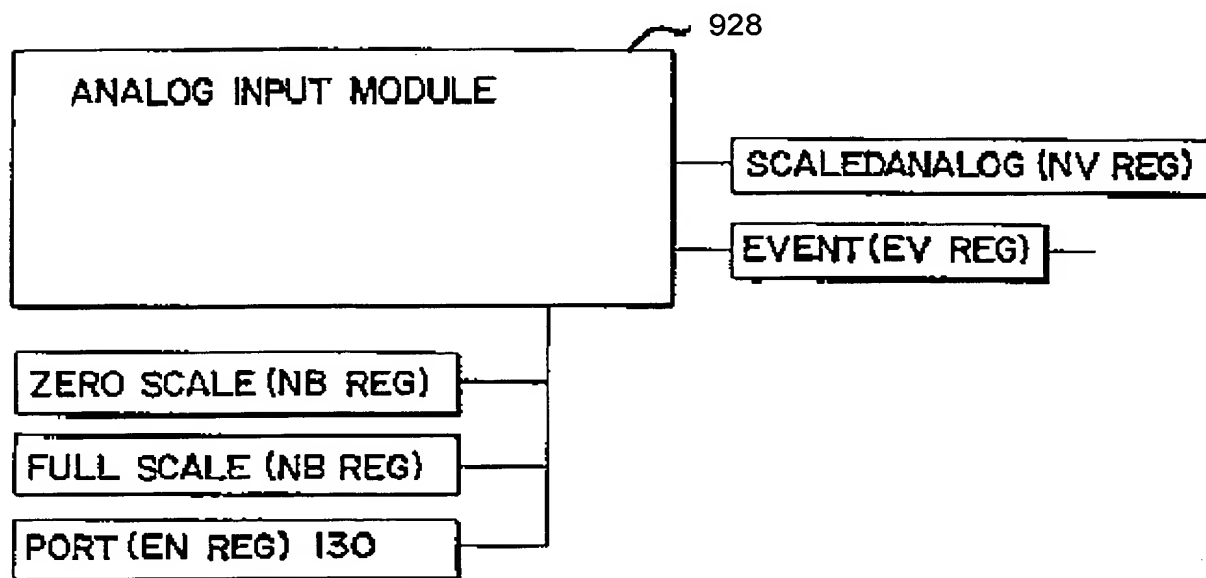 928
ANALOG INPUT MODULE
SCALEDANALOG (NV REG)
EVENT (EV REG)
ZERO SCALE (NB REG)
FULL SCALE (NB REG)
PORT (EN REG) 130